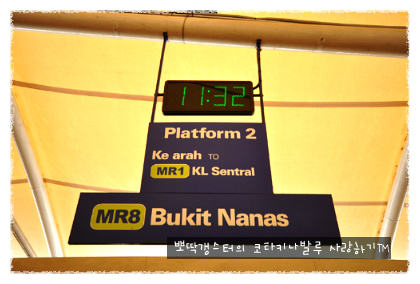 11:32
Platform 2
Ke arah TO
MR1 KL Sentral
MR8 Bukit Nanas
뽀딱갱스터의 코타키나발루 사랑하기TM